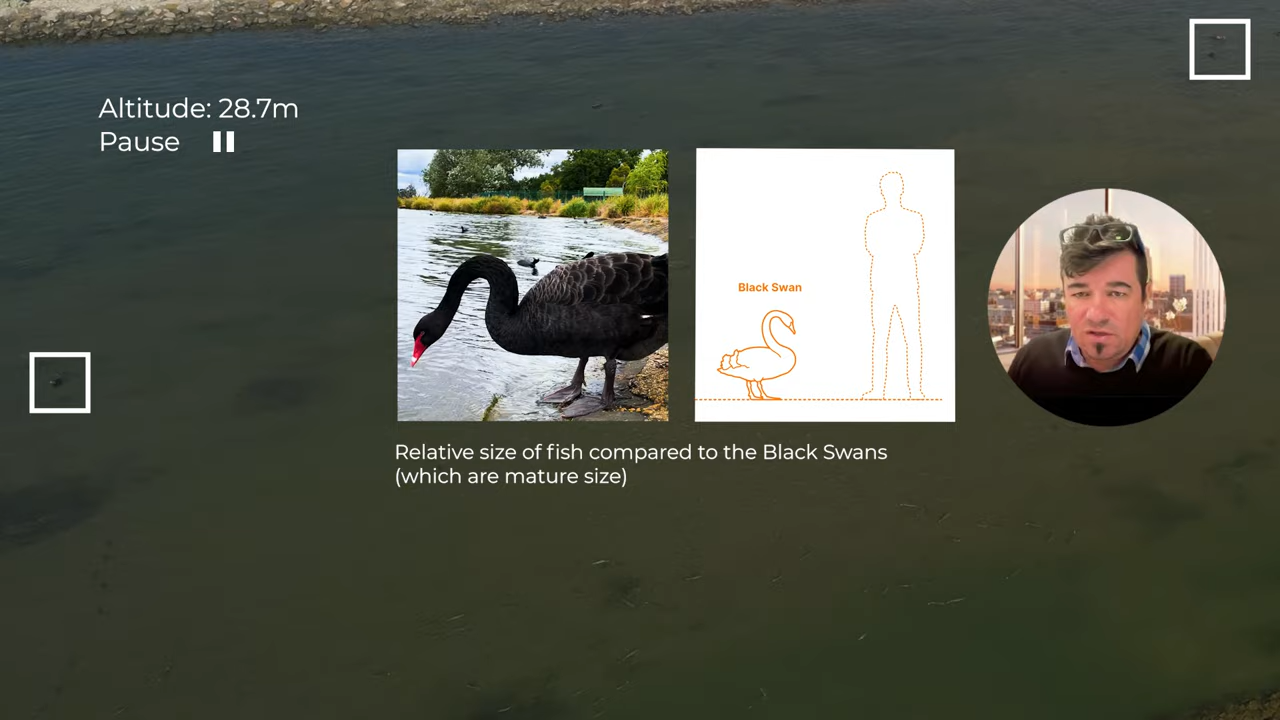 Altitude: 28.7m
Pause
Black Swan
Relative size of fish compared to the Black Swans
(which are mature size)